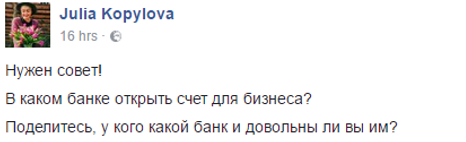 Julia Kopylova
16 hrs ·
Нужен совет!
В каком банке открыть счет для бизнеса?
Поделитесь, у кого какой банк и довольны ли вы им?